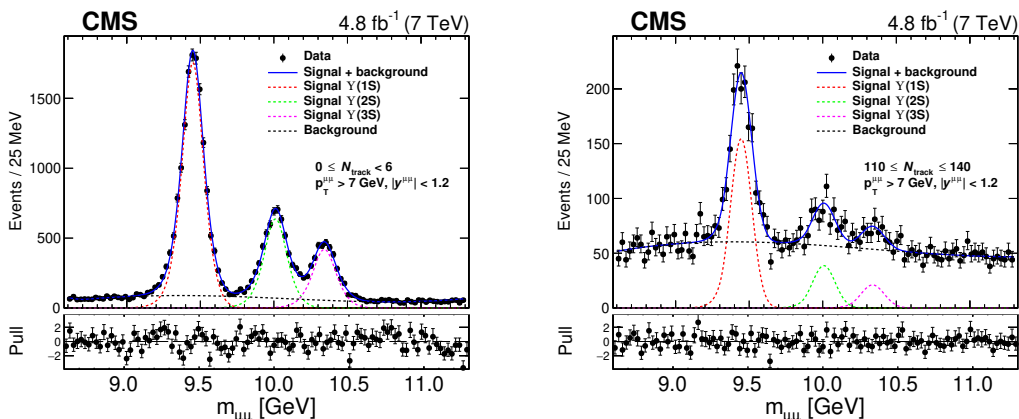 CMS 4.8 fb⁻¹ (7 TeV)
Events / 25 MeV
1500
1000
500
0
Data
Signal + background
Signal ϒ(1S)
Signal ϒ(2S)
Signal ϒ(3S)
Background
0 ≤ N_track < 6
p_T^μμ > 7 GeV, |y^μμ| < 1.2
Pull
2
0
−2
9.0 9.5 10.0 10.5 11.0
m_μμ [GeV]
CMS 4.8 fb⁻¹ (7 TeV)
Events / 25 MeV
200
150
100
50
0
Data
Signal + background
Signal ϒ(1S)
Signal ϒ(2S)
Signal ϒ(3S)
Background
110 ≤ N_track ≤ 140
p_T^μμ > 7 GeV, |y^μμ| < 1.2
Pull
2
0
−2
9.0 9.5 10.0 10.5 11.0
m_μμ [GeV]